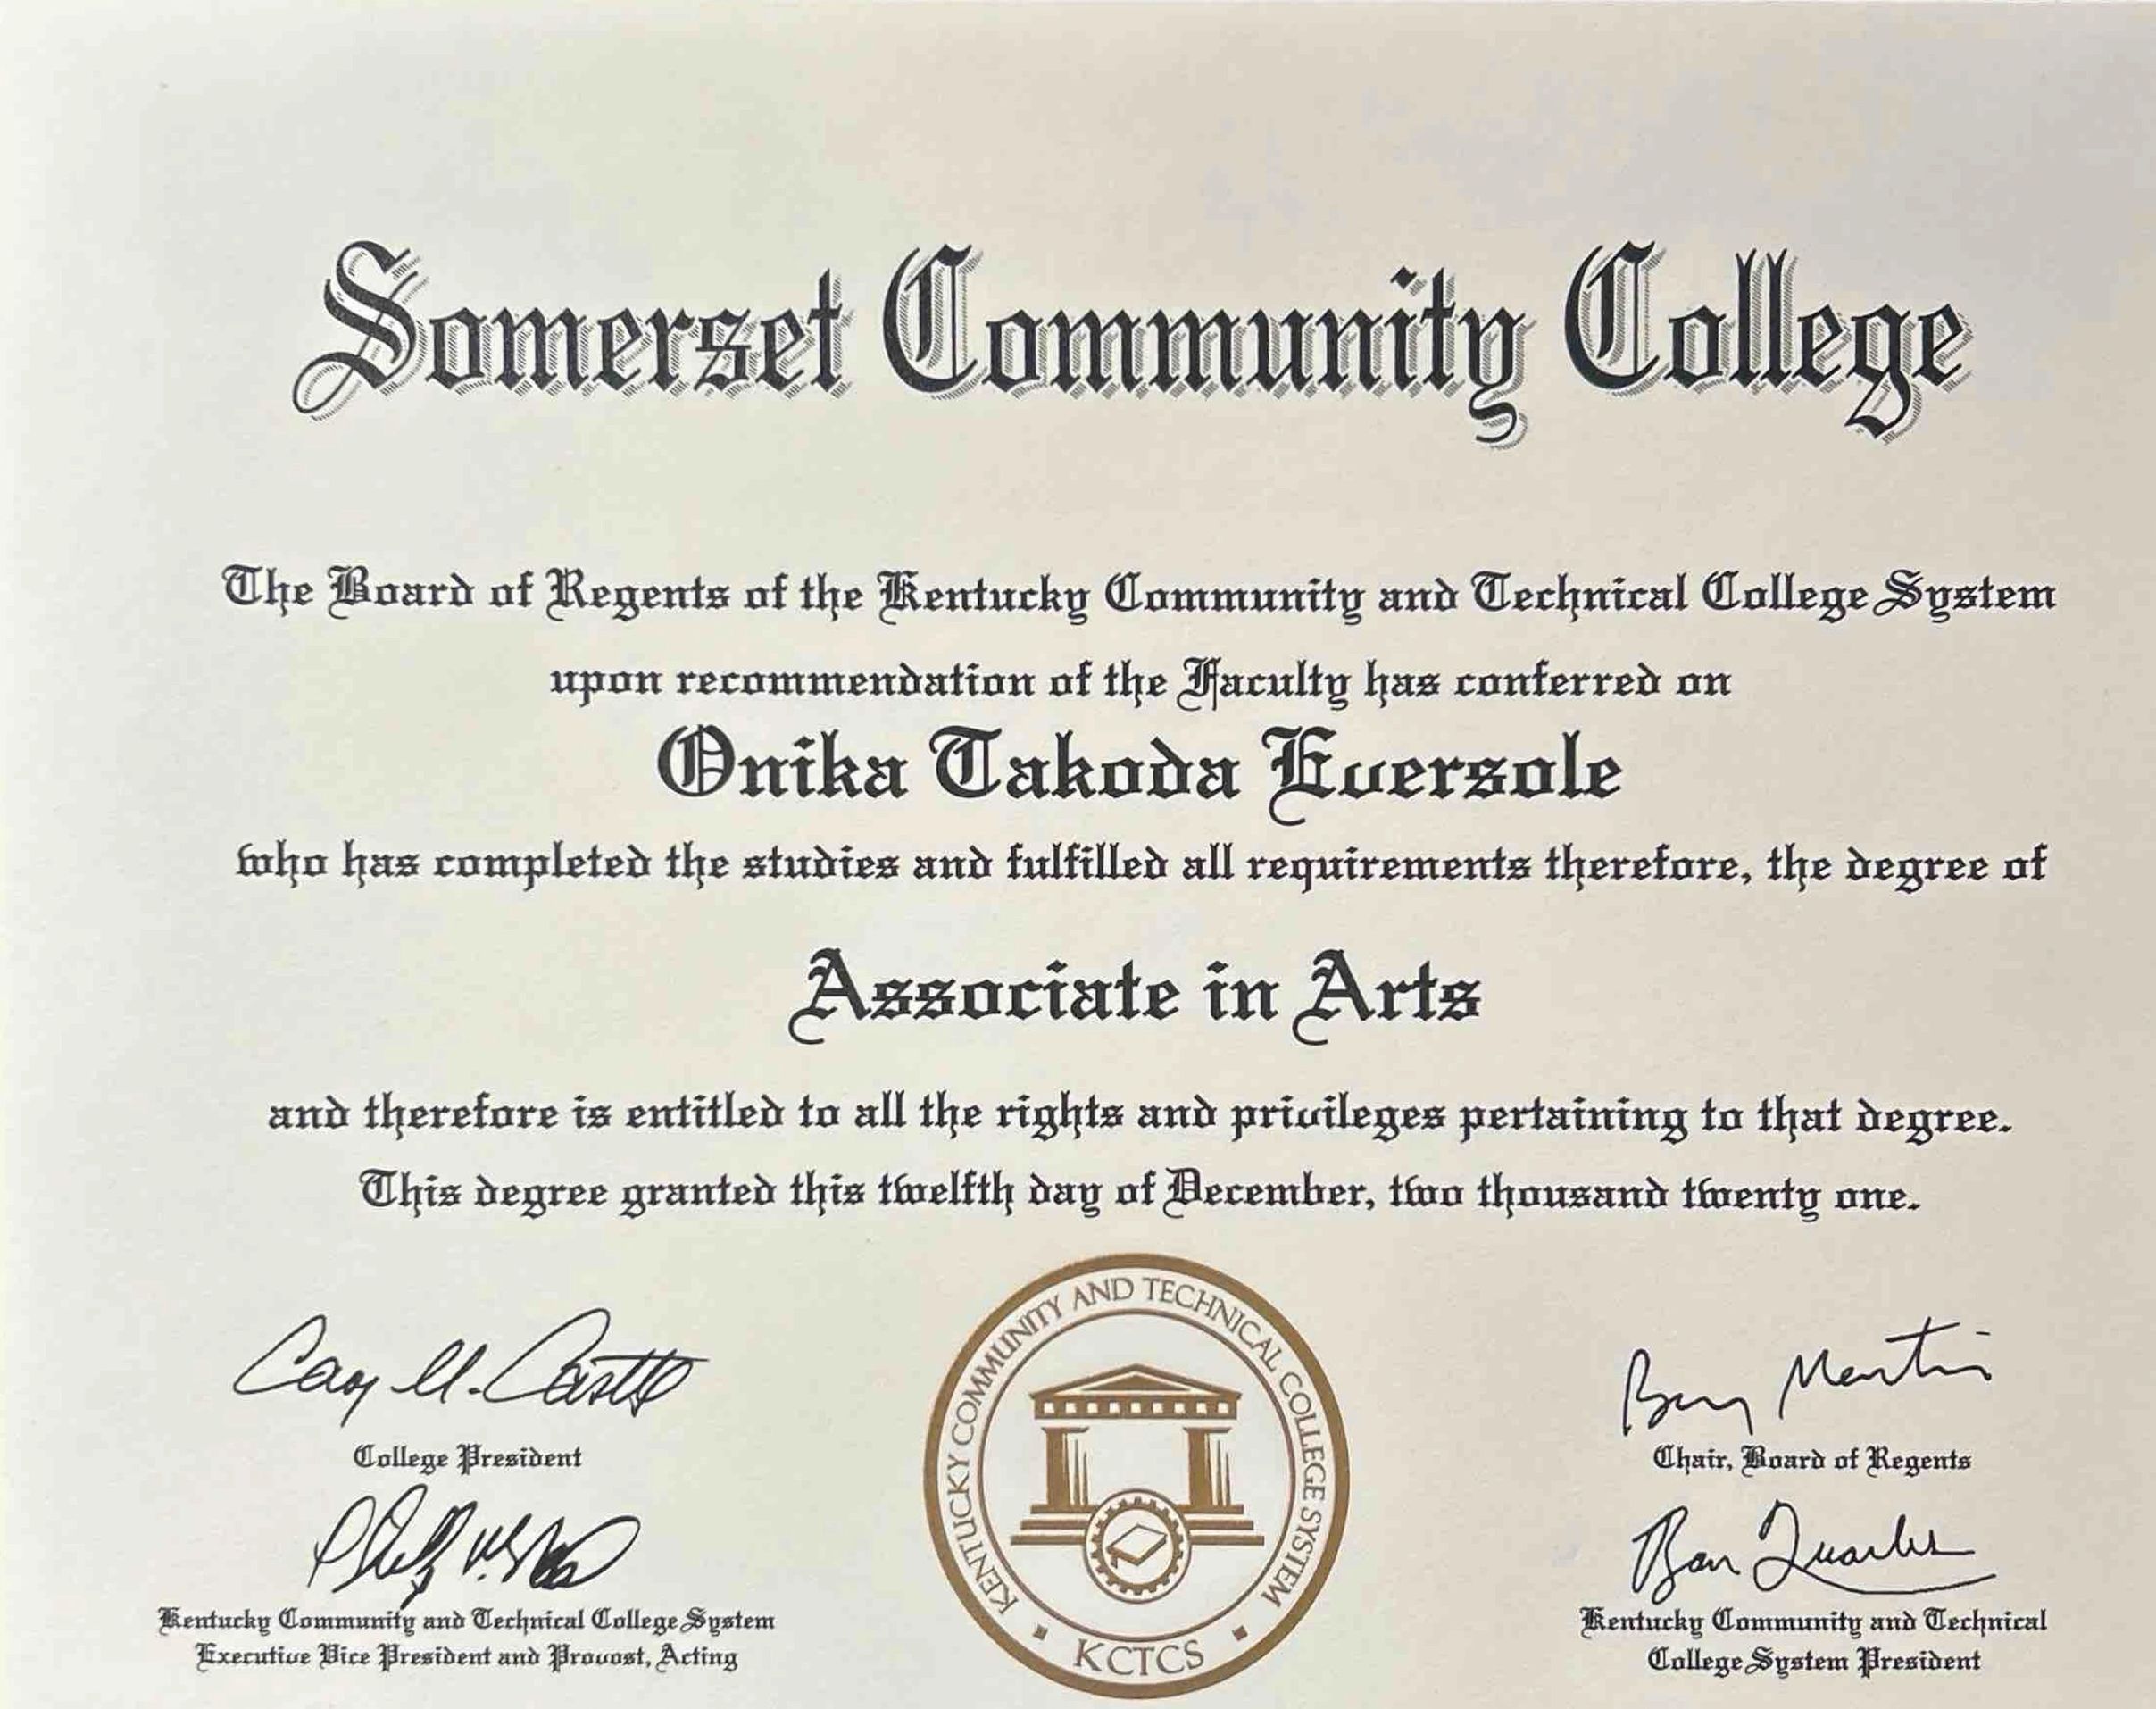 Somerset Community College
The Board of Regents of the Kentucky Community and Technical College System
upon recommendation of the Faculty has conferred on
Onika Takoda Eversole
who has completed the studies and fulfilled all requirements therefore, the degree of
Associate in Arts
and therefore is entitled to all the rights and privileges pertaining to that degree.
This degree granted this twelfth day of December, two thousand twenty one.
College President
Kentucky Community and Technical College System
Executive Vice President and Provost, Acting
KENTUCKY COMMUNITY AND TECHNICAL COLLEGE SYSTEM
KCTCS
Martin
Chair, Board of Regents
Quarles
Kentucky Community and Technical
College System President